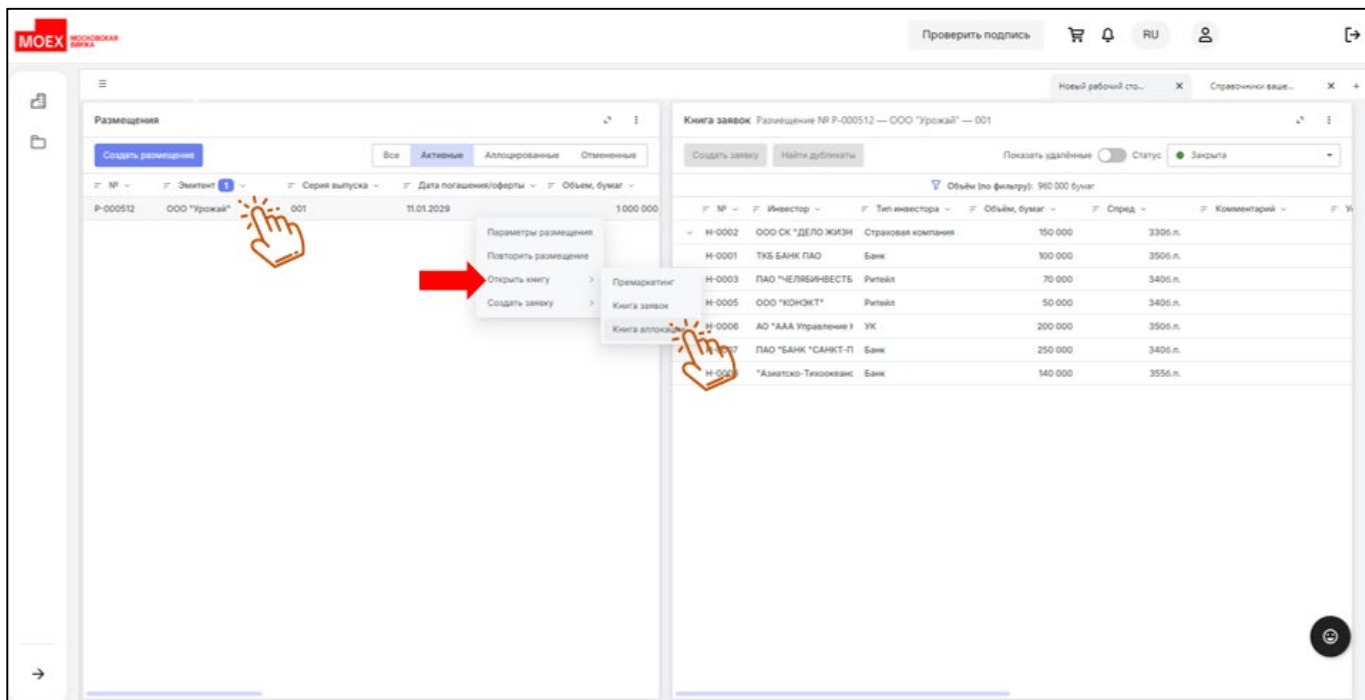 MOEX МОСКОВСКАЯ БИРЖА
Проверить подпись
RU
Новый рабочий сто... X
Справочники ваше... X +
Размещения
Создать размещение
Все Активные Аллоцированные Отмененные
№ Эмитент 1 Серия выпуска Дата погашения/оферты Объем, бумаг
Р-000512 ООО "Урожай" 001 11.01.2029 1 000 000
Параметры размещения
Повторить размещение
Открыть книгу >
Создать заявку >
Премаркетинг
Книга заявок
Книга аллокации
Книга заявок Размещение № Р-000512 — ООО "Урожай" — 001
Создать заявку Найти дубликаты Показать удалённые Статус Закрыта
Объём (по фильтру): 960 000 бумаг
№ Инвестор Тип инвестора Объём, бумаг Спред Комментарий
Н-0002 ООО СК "ДЕЛО ЖИЗН Страховая компания 150 000 330б.п.
Н-0001 ТКБ БАНК ПАО Банк 100 000 350б.п.
Н-0003 ПАО "ЧЕЛЯБИНВЕСТБ Ритейл 70 000 340б.п.
Н-0005 ООО "КОНЭКТ" Ритейл 50 000 340б.п.
Н-0006 АО "ААА Управление К УК 200 000 350б.п.
Н-0007 ПАО "БАНК "САНКТ-П Банк 250 000 340б.п.
"Азиатско-Тихоокеанс Банк 140 000 355б.п.